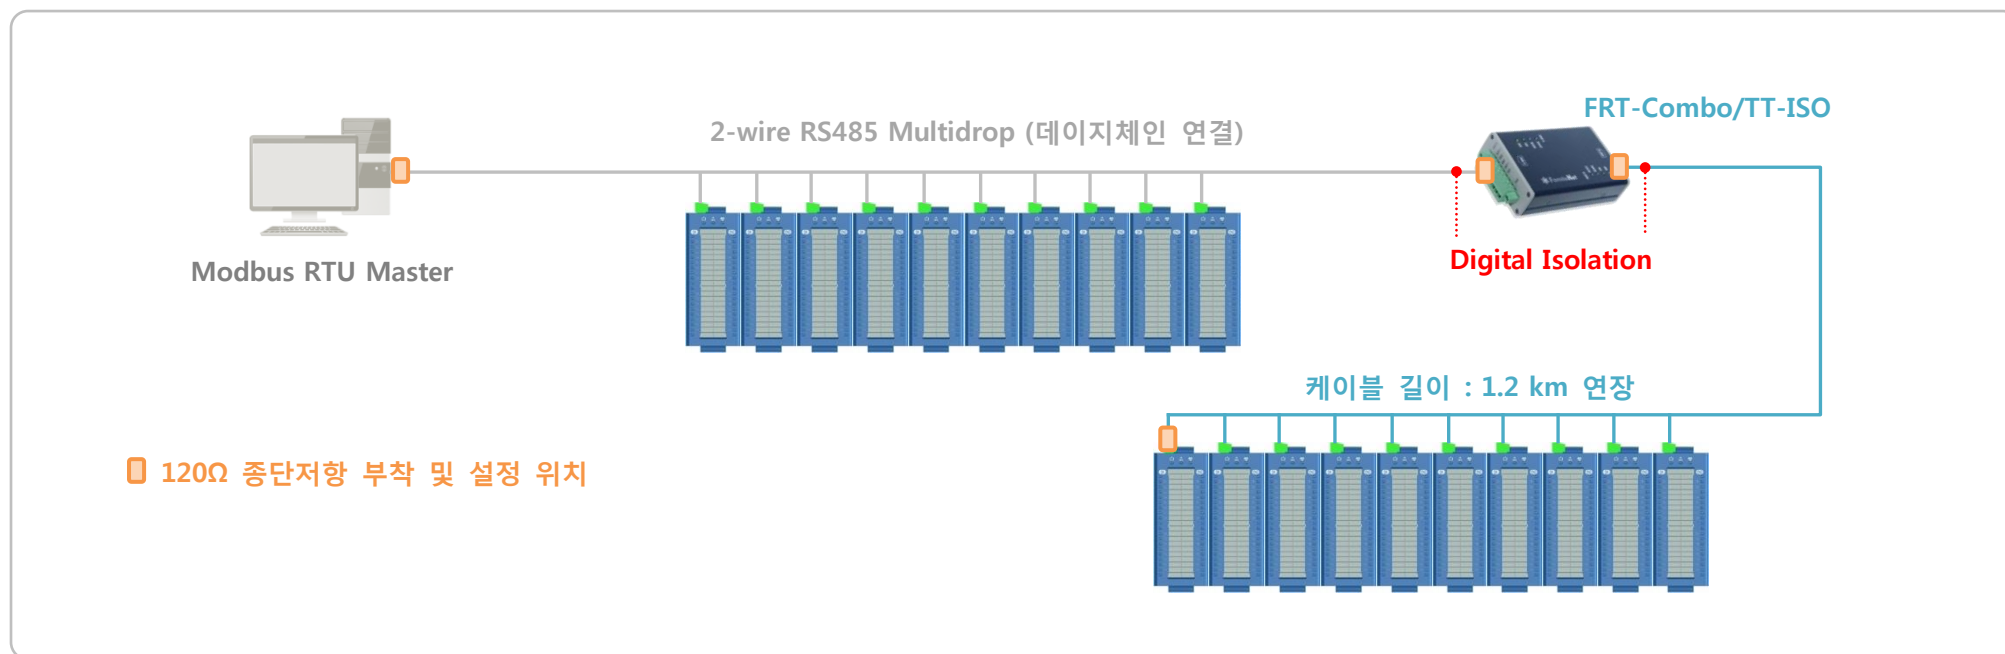 FRT-Combo/TT-ISO
2-wire RS485 Multidrop (데이지체인 연결)
Modbus RTU Master
Digital Isolation
케이블 길이 : 1.2 km 연장
120Ω 종단저항 부착 및 설정 위치